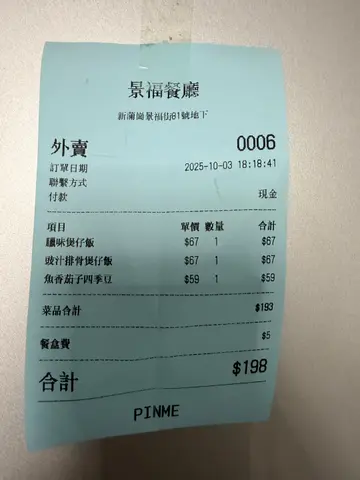 景福餐廳
新蒲崗景福街81號地下
外賣 0006
訂單日期 2025-10-03 18:18:41
聯繫方式
付款 現金
項目 單價 數量 合計
臘味煲仔飯 $67 1 $67
豉汁排骨煲仔飯 $67 1 $67
魚香茄子四季豆 $59 1 $59
菜品合計 $193
餐盒費 $5
合計 $198
PINME